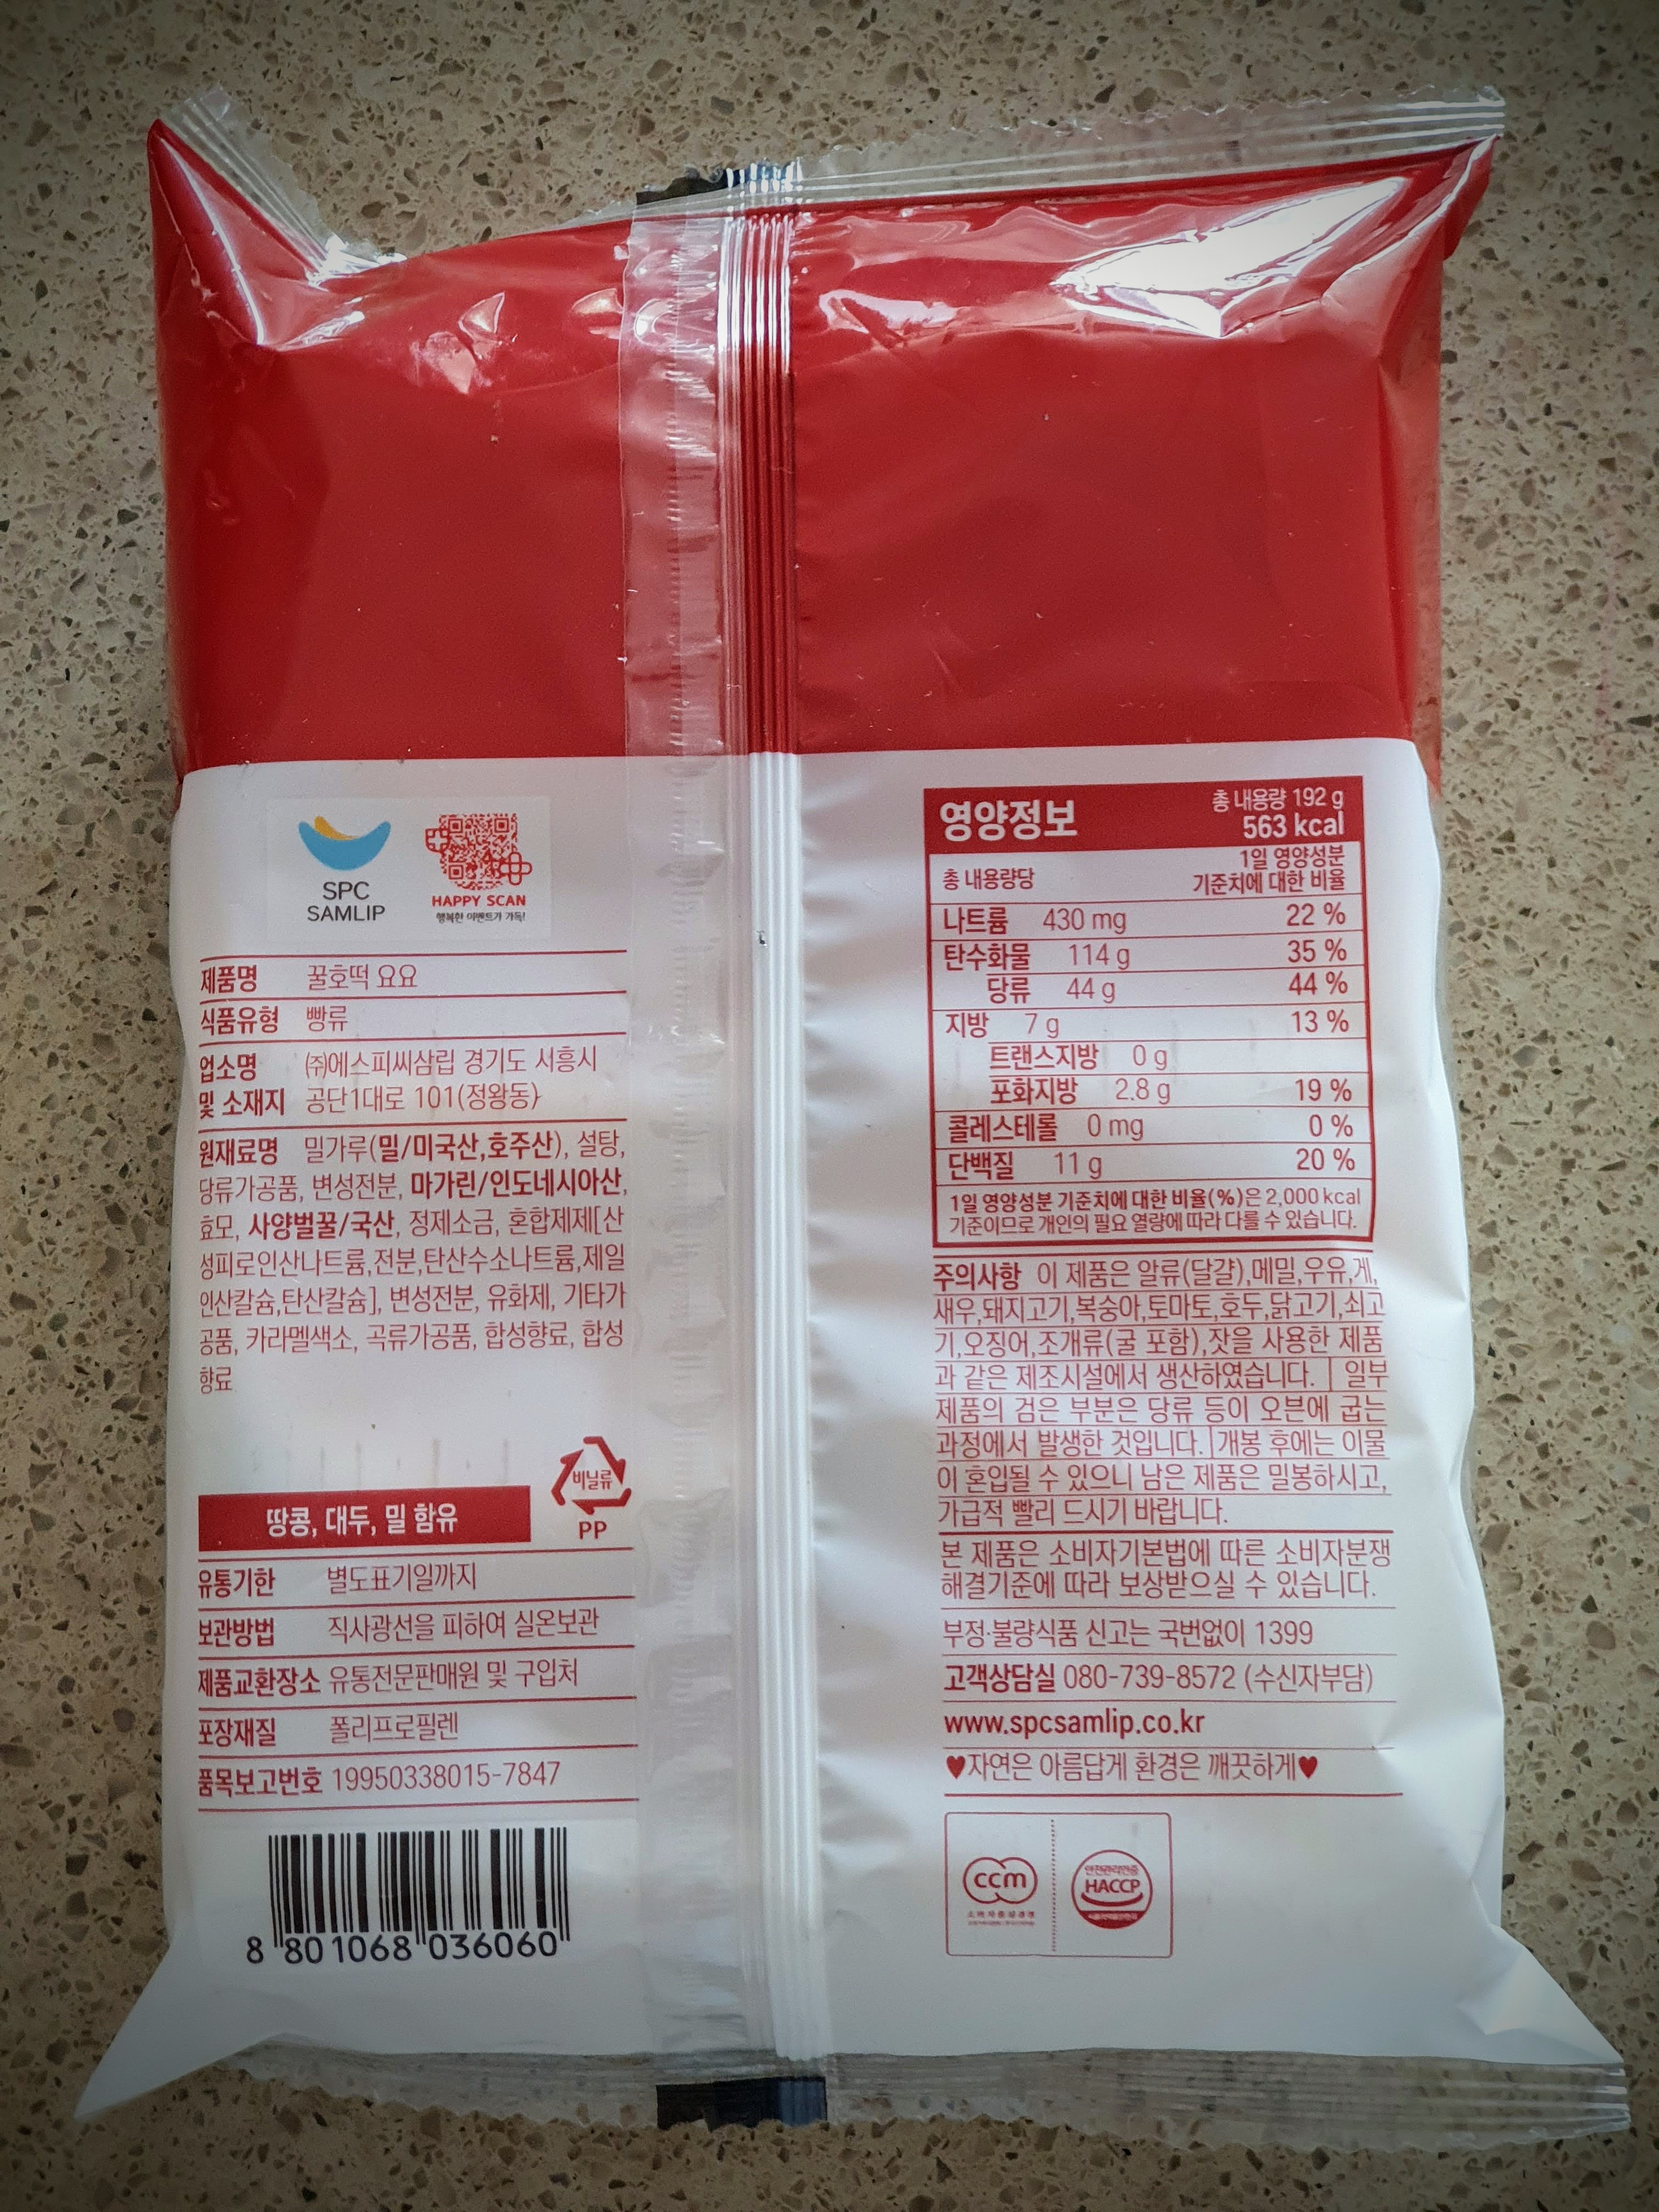 SPC
SAMLIP
HAPPY SCAN
행복한 이벤트가 가득!
제품명 꿀호떡 요요
식품유형 빵류
업소명 ㈜에스피씨삼립 경기도 서흥시
및 소재지 공단1대로 101(정왕동)
원재료명 밀가루(밀/미국산,호주산), 설탕,
당류가공품, 변성전분, 마가린/인도네시아산,
효모, 사양벌꿀/국산, 정제소금, 혼합제제[산
성피로인산나트륨,전분,탄산수소나트륨,제일
인산칼슘,탄산칼슘], 변성전분, 유화제, 기타가
공품, 카라멜색소, 곡류가공품, 합성향료, 합성
향료
비닐류
PP
땅콩, 대두, 밀 함유
유통기한 별도표기일까지
보관방법 직사광선을 피하여 실온보관
제품교환장소 유통전문판매원 및 구입처
포장재질 폴리프로필렌
품목보고번호 19950338015-7847
8 801068 036060
영양정보 총 내용량 192 g
563 kcal
총 내용량당 1일 영양성분
기준치에 대한 비율
나트륨 430 mg 22 %
탄수화물 114 g 35 %
당류 44 g 44 %
지방 7 g 13 %
트랜스지방 0 g
포화지방 2.8 g 19 %
콜레스테롤 0 mg 0 %
단백질 11 g 20 %
1일 영양성분 기준치에 대한 비율(%)은 2,000 kcal
기준이므로 개인의 필요 열량에 따라 다를 수 있습니다.
주의사항 이 제품은 알류(달걀),메밀,우유,게,
새우,돼지고기,복숭아,토마토,호두,닭고기,쇠고
기,오징어,조개류(굴 포함),잣을 사용한 제품
과 같은 제조시설에서 생산하였습니다. | 일부
제품의 검은 부분은 당류 등이 오븐에 굽는
과정에서 발생한 것입니다. | 개봉 후에는 이물
이 혼입될 수 있으니 남은 제품은 밀봉하시고,
가급적 빨리 드시기 바랍니다.
본 제품은 소비자기본법에 따른 소비자분쟁
해결기준에 따라 보상받으실 수 있습니다.
부정·불량식품 신고는 국번없이 1399
고객상담실 080-739-8572 (수신자부담)
www.spcsamlip.co.kr
♥자연은 아름답게 환경은 깨끗하게♥
ccm
소비자중심경영
안전관리인증
HACCP